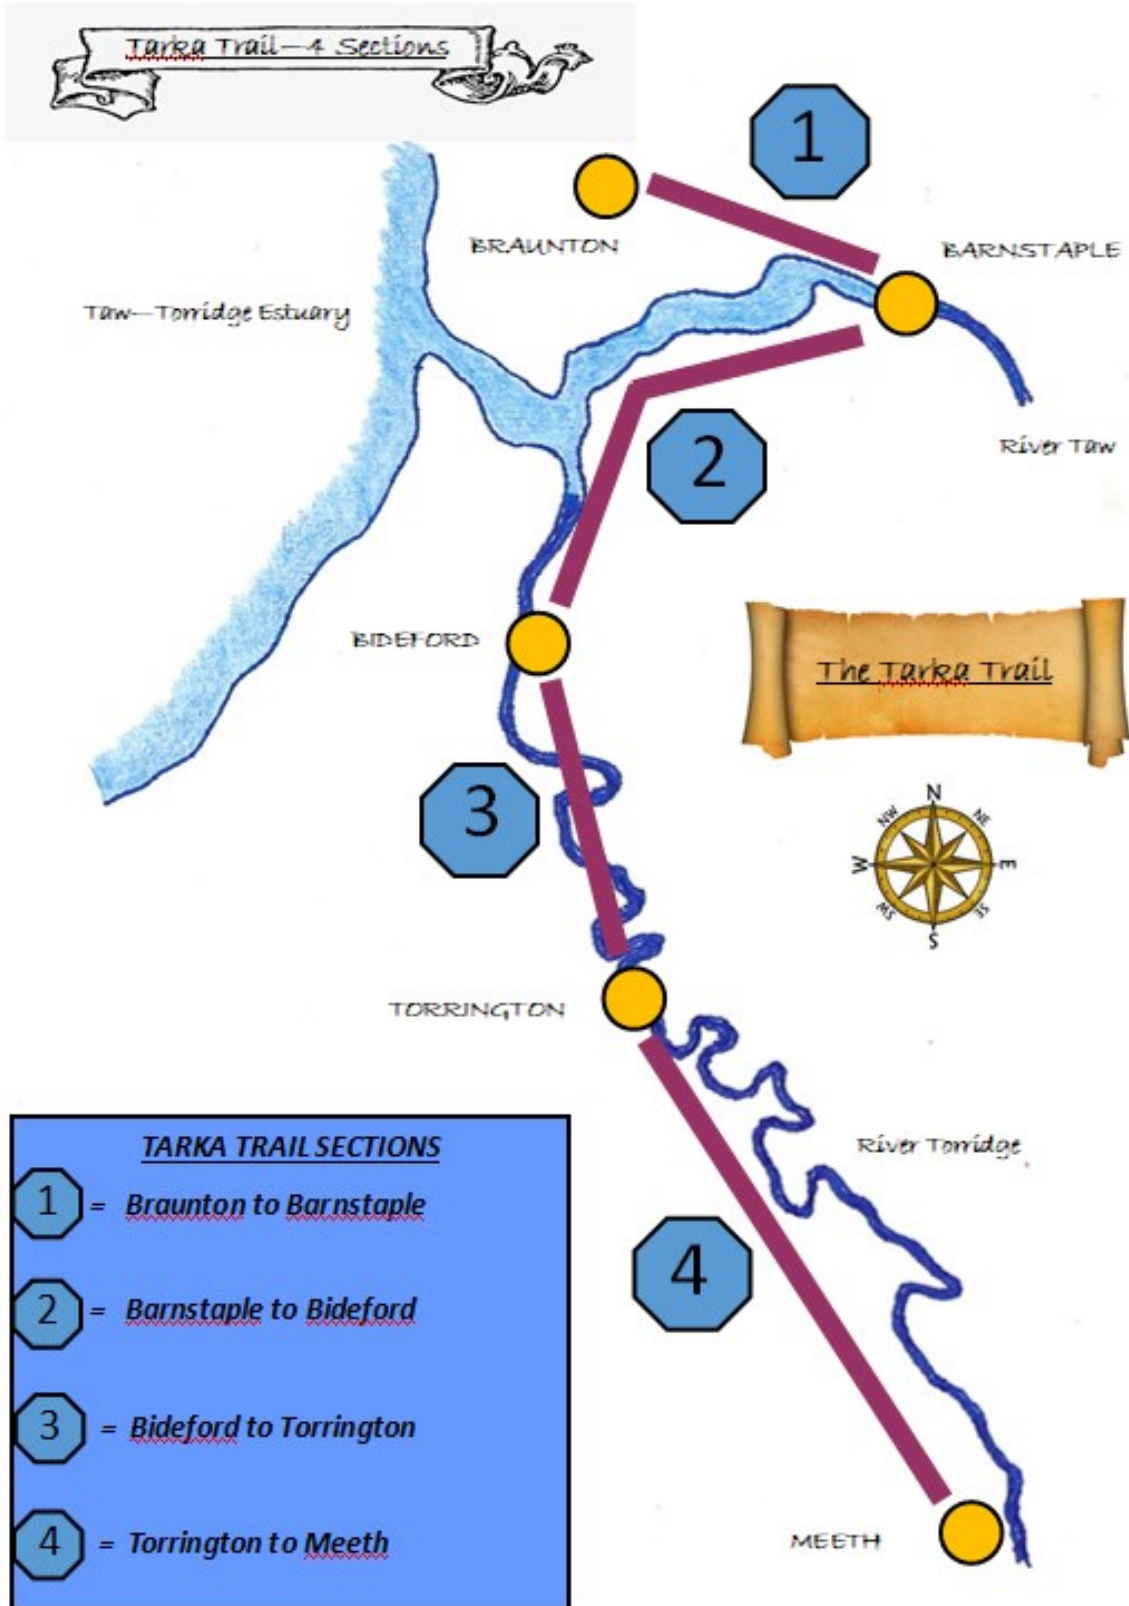 Tarka Trail—4 Sections
1
BRAUNTON
BARNSTAPLE
Taw—Torridge Estuary
River Taw
2
BIDEFORD
The Tarka Trail
3
N
NW
NE
W
E
SW
SE
S
TORRINGTON
River Torridge
4
MEETH
TARKA TRAIL SECTIONS
1 = Braunton to Barnstaple
2 = Barnstaple to Bideford
3 = Bideford to Torrington
4 = Torrington to Meeth